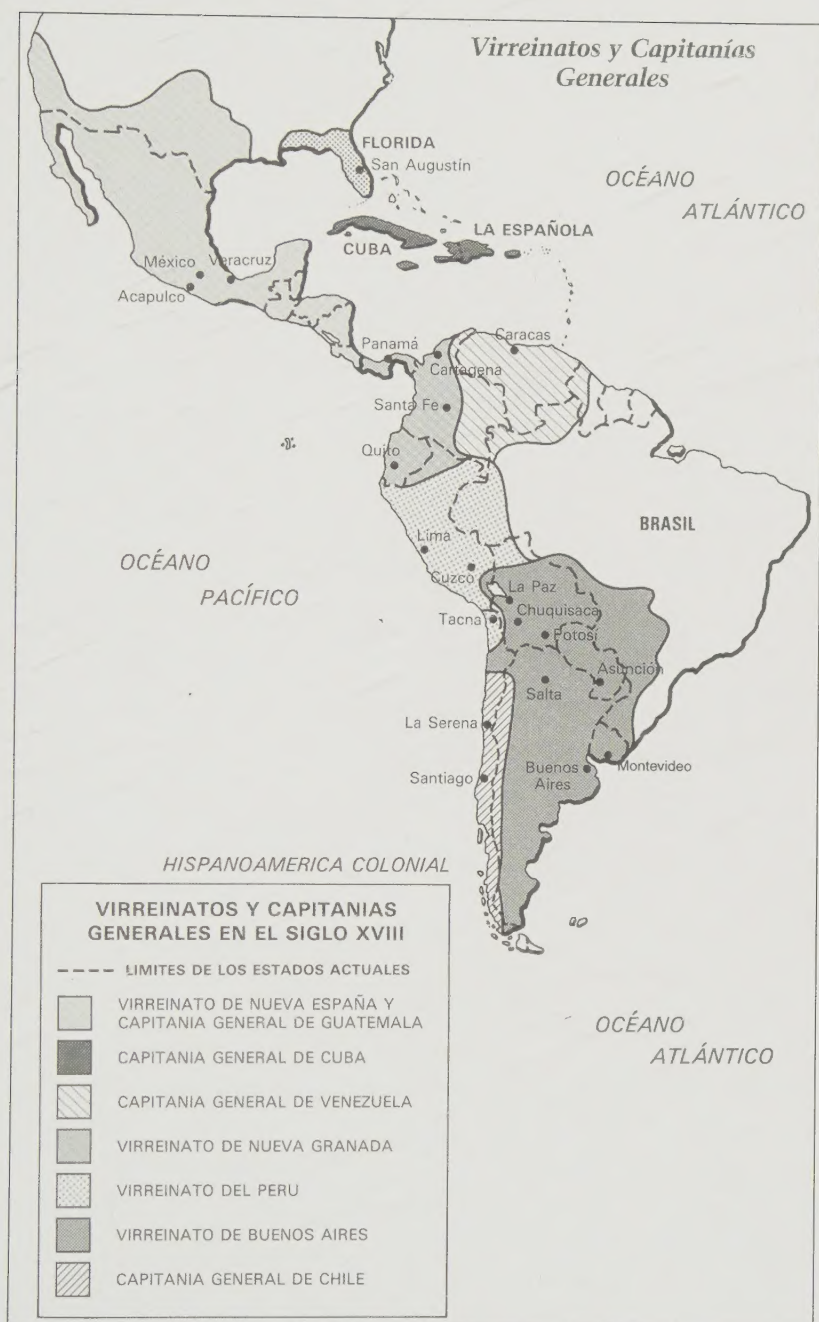 Virreinatos y Capitanías
Generales
FLORIDA
San Augustín
OCÉANO
ATLÁNTICO
LA ESPAÑOLA
CUBA
México
Veracruz
Acapulco
Panamá
Caracas
Cartagena
Santa Fe
Quito
BRASIL
Lima
OCÉANO
PACÍFICO
Cuzco
La Paz
Tacna
Chuquisaca
Potosí
Asunción
Salta
La Serena
Santiago
Buenos
Aires
Montevideo
HISPANOAMERICA COLONIAL
VIRREINATOS Y CAPITANIAS
GENERALES EN EL SIGLO XVIII
LIMITES DE LOS ESTADOS ACTUALES
VIRREINATO DE NUEVA ESPAÑA Y
CAPITANIA GENERAL DE GUATEMALA
CAPITANIA GENERAL DE CUBA
CAPITANIA GENERAL DE VENEZUELA
VIRREINATO DE NUEVA GRANADA
VIRREINATO DEL PERU
VIRREINATO DE BUENOS AIRES
CAPITANIA GENERAL DE CHILE
OCÉANO
ATLÁNTICO